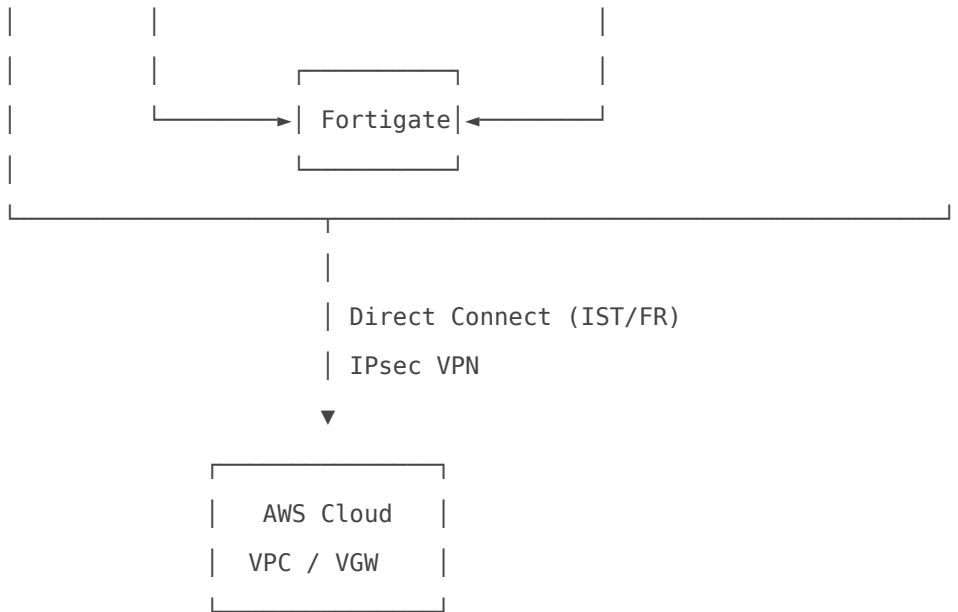 Fortigate
Direct Connect (IST/FR)
IPsec VPN
AWS Cloud
VPC / VGW